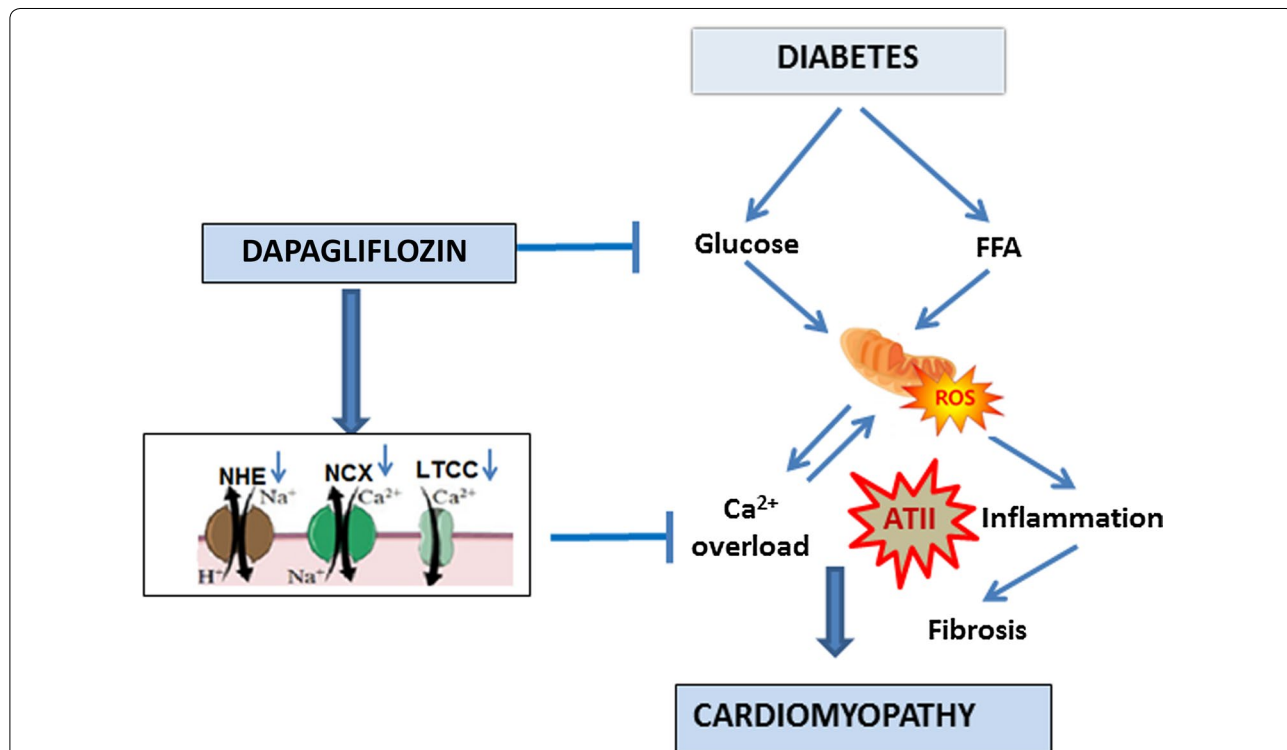 DIABETES
DAPAGLIFLOZIN
Glucose
FFA
ROS
NHE
NCX
LTCC
Na⁺
Ca²⁺
Ca²⁺
H⁺
Na⁺
Ca²⁺
overload
ATII
Inflammation
Fibrosis
CARDIOMYOPATHY